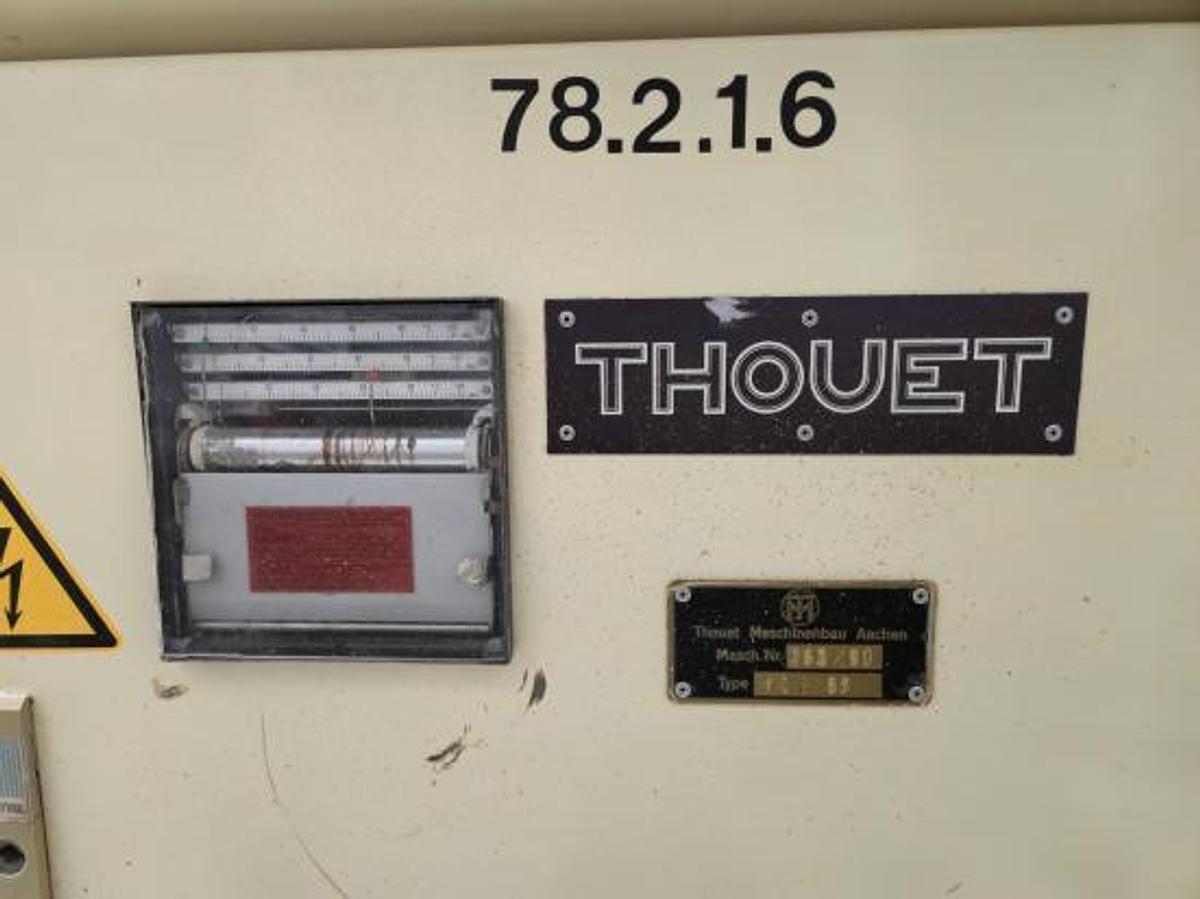 78.2.1.6
THOUET
Thouet Maschinenbau Aachen
Masch. Nr.
Type